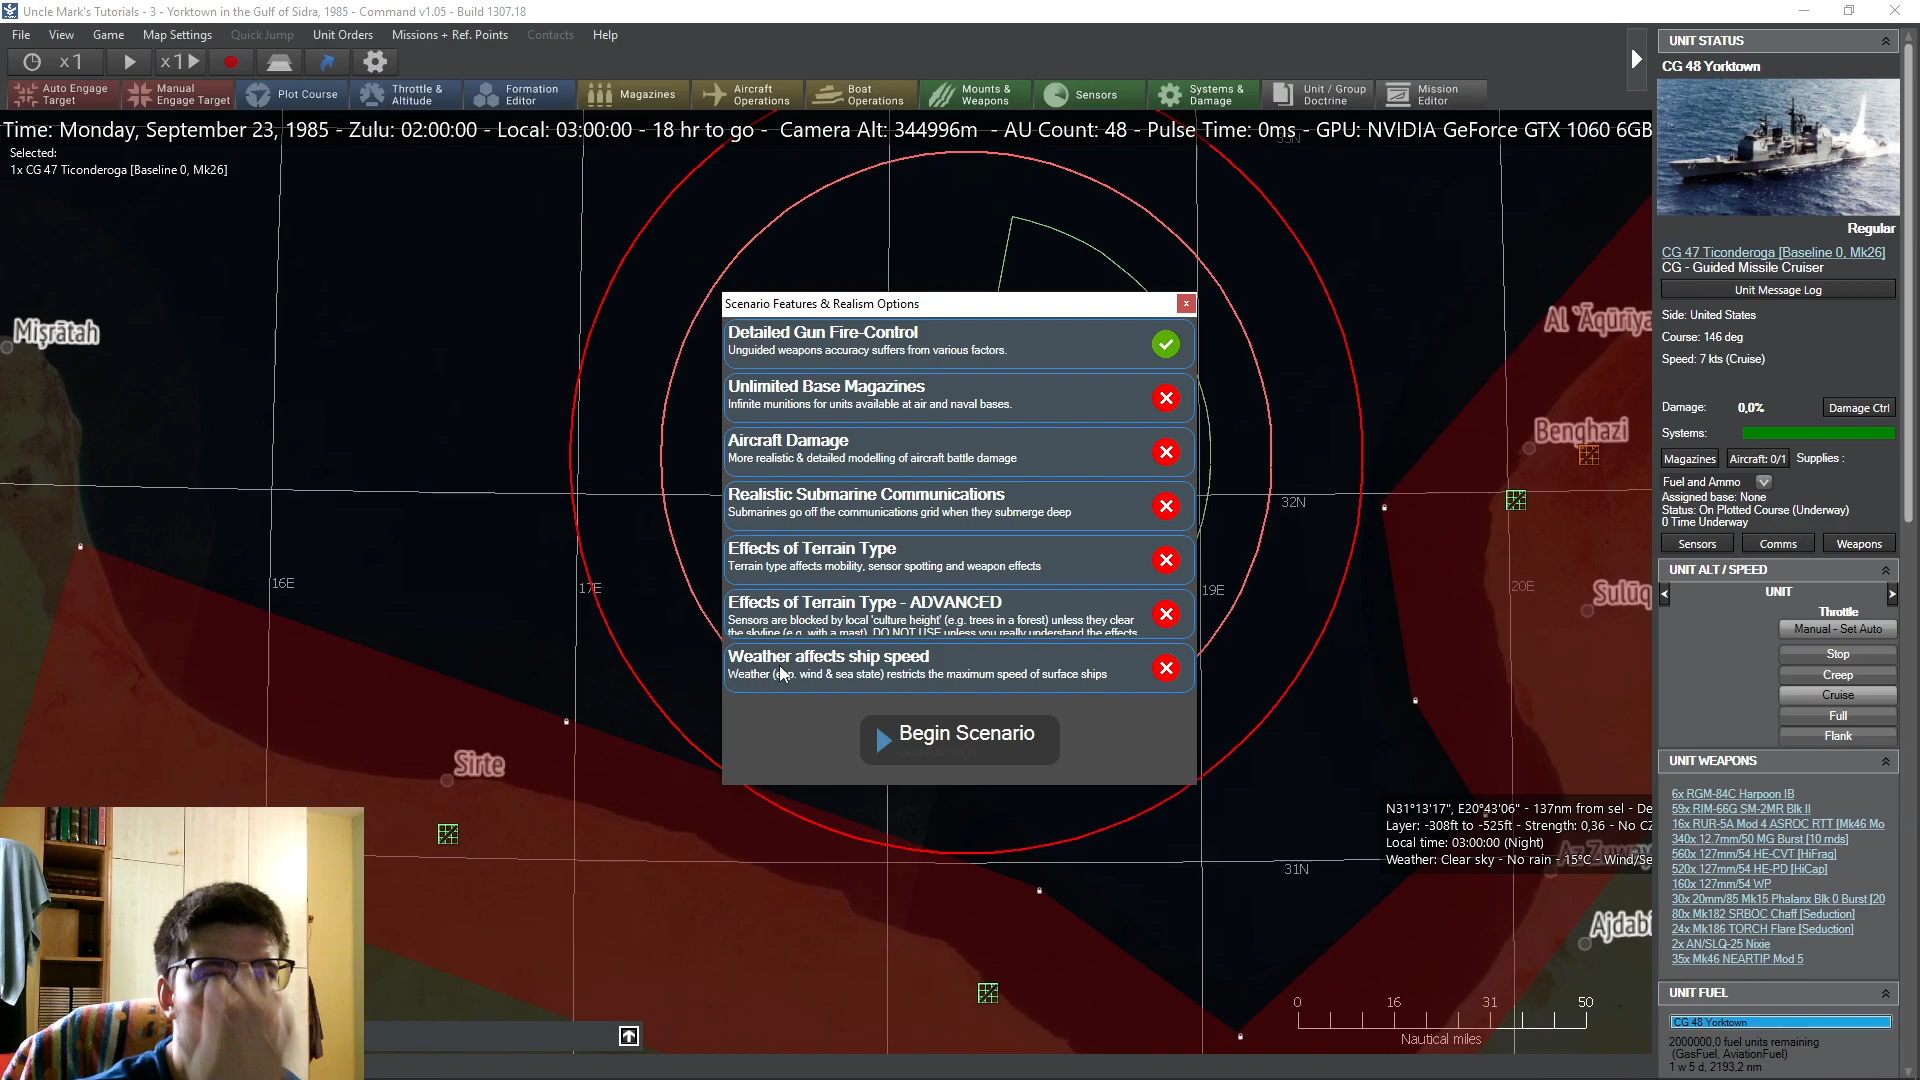 Uncle Mark's Tutorials - 3 - Yorktown in the Gulf of Sidra, 1985 - Command v1.05 - Build 1307.18
File View Game Map Settings Quick Jump Unit Orders Missions + Ref. Points Contacts Help
x 1 x1
Auto Engage Target
Manual Engage Target
Plot Course
Throttle & Altitude
Formation Editor
Magazines
Aircraft Operations
Boat Operations
Mounts & Weapons
Sensors
Systems & Damage
Unit / Group Doctrine
Mission Editor
Time: Monday, September 23, 1985 - Zulu: 02:00:00 - Local: 03:00:00 - 18 hr to go - Camera Alt: 344996m - AU Count: 48 - Pulse Time: 0ms - GPU: NVIDIA GeForce GTX 1060 6GB
Selected:
1x CG 47 Ticonderoga [Baseline 0, Mk26]
33N
Mişrātah
Al 'Āqūrīya
Benghazi
Sulūq
Sirte
Ajdabi
Az Zuway
16E
17E
19E
20E
32N
31N
Scenario Features & Realism Options
Detailed Gun Fire-Control
Unguided weapons accuracy suffers from various factors.
Unlimited Base Magazines
Infinite munitions for units available at air and naval bases.
Aircraft Damage
More realistic & detailed modelling of aircraft battle damage
Realistic Submarine Communications
Submarines go off the communications grid when they submerge deep
Effects of Terrain Type
Terrain type affects mobility, sensor spotting and weapon effects
Effects of Terrain Type - ADVANCED
Sensors are blocked by local 'culture height' (e.g. trees in a forest) unless they clear
the skyline (e.g. with a mast). DO NOT USE unless you really understand the effects
Weather affects ship speed
Weather wind & sea state) restricts the maximum speed of surface ships
Begin Scenario
N31°13'17", E20°43'06" - 137nm from sel - De
Layer: -308ft to -525ft - Strength: 0,36 - No CZ
Local time: 03:00:00 (Night)
Weather: Clear sky - No rain - 15°C - Wind/Se
0 16 31 50
Nautical miles
UNIT STATUS
CG 48 Yorktown
Regular
CG 47 Ticonderoga [Baseline 0, Mk26]
CG - Guided Missile Cruiser
Unit Message Log
Side: United States
Course: 146 deg
Speed: 7 kts (Cruise)
Damage: 0,0% Damage Ctrl
Systems:
Magazines Aircraft: 0/1 Supplies :
Fuel and Ammo
Assigned base: None
Status: On Plotted Course (Underway)
0 Time Underway
Sensors Comms Weapons
UNIT ALT / SPEED
UNIT
Throttle
Manual - Set Auto
Stop
Creep
Cruise
Full
Flank
UNIT WEAPONS
6x RGM-84C Harpoon IB
59x RIM-66G SM-2MR Blk II
16x RUR-5A Mod 4 ASROC RTT [Mk46 Mo
340x 12.7mm/50 MG Burst [10 rnds]
560x 127mm/54 HE-CVT [HiFrag]
520x 127mm/54 HE-PD [HiCap]
160x 127mm/54 WP
30x 20mm/85 Mk15 Phalanx Blk 0 Burst [20
80x Mk182 SRBOC Chaff [Seduction]
24x Mk186 TORCH Flare [Seduction]
2x AN/SLQ-25 Nixie
35x Mk46 NEARTIP Mod 5
UNIT FUEL
CG 48 Yorktown
2000000,0 fuel units remaining
(GasFuel, AviationFuel)
1 w 5 d, 2193,2 nm